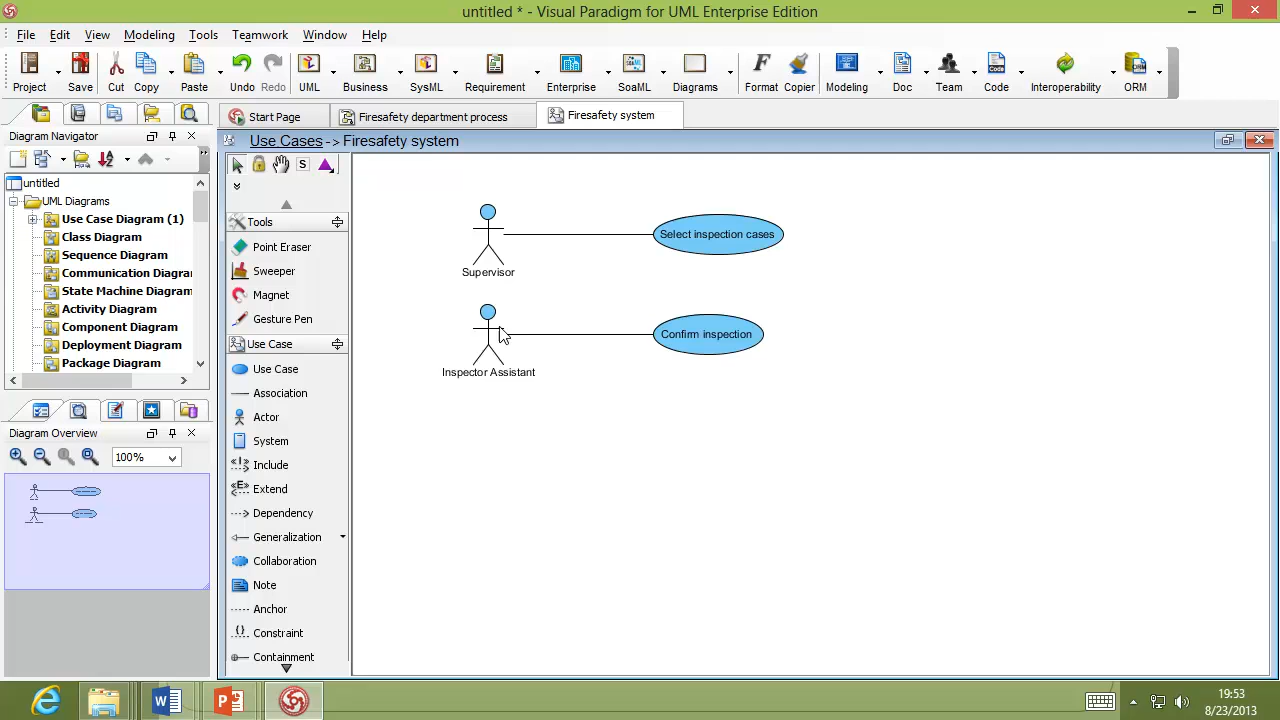 untitled * - Visual Paradigm for UML Enterprise Edition
File Edit View Modeling Tools Teamwork Window Help
Project Save Cut Copy Paste Undo Redo UML Business SysML Requirement Enterprise SoaML Diagrams Format Copier Modeling Doc Team Code Interoperability ORM
Start Page Firesafety department process Firesafety system
Diagram Navigator
Use Cases -> Firesafety system
untitled
UML Diagrams
Use Case Diagram (1)
Class Diagram
Sequence Diagram
Communication Diagram
State Machine Diagram
Activity Diagram
Component Diagram
Deployment Diagram
Package Diagram
Diagram Overview
100%
S
Tools
Point Eraser
Sweeper
Magnet
Gesture Pen
Use Case
Use Case
Association
Actor
System
Include
Extend
Dependency
Generalization
Collaboration
Note
Anchor
Constraint
Containment
Select inspection cases
Supervisor
Confirm inspection
Inspector Assistant
19:53
8/23/2013